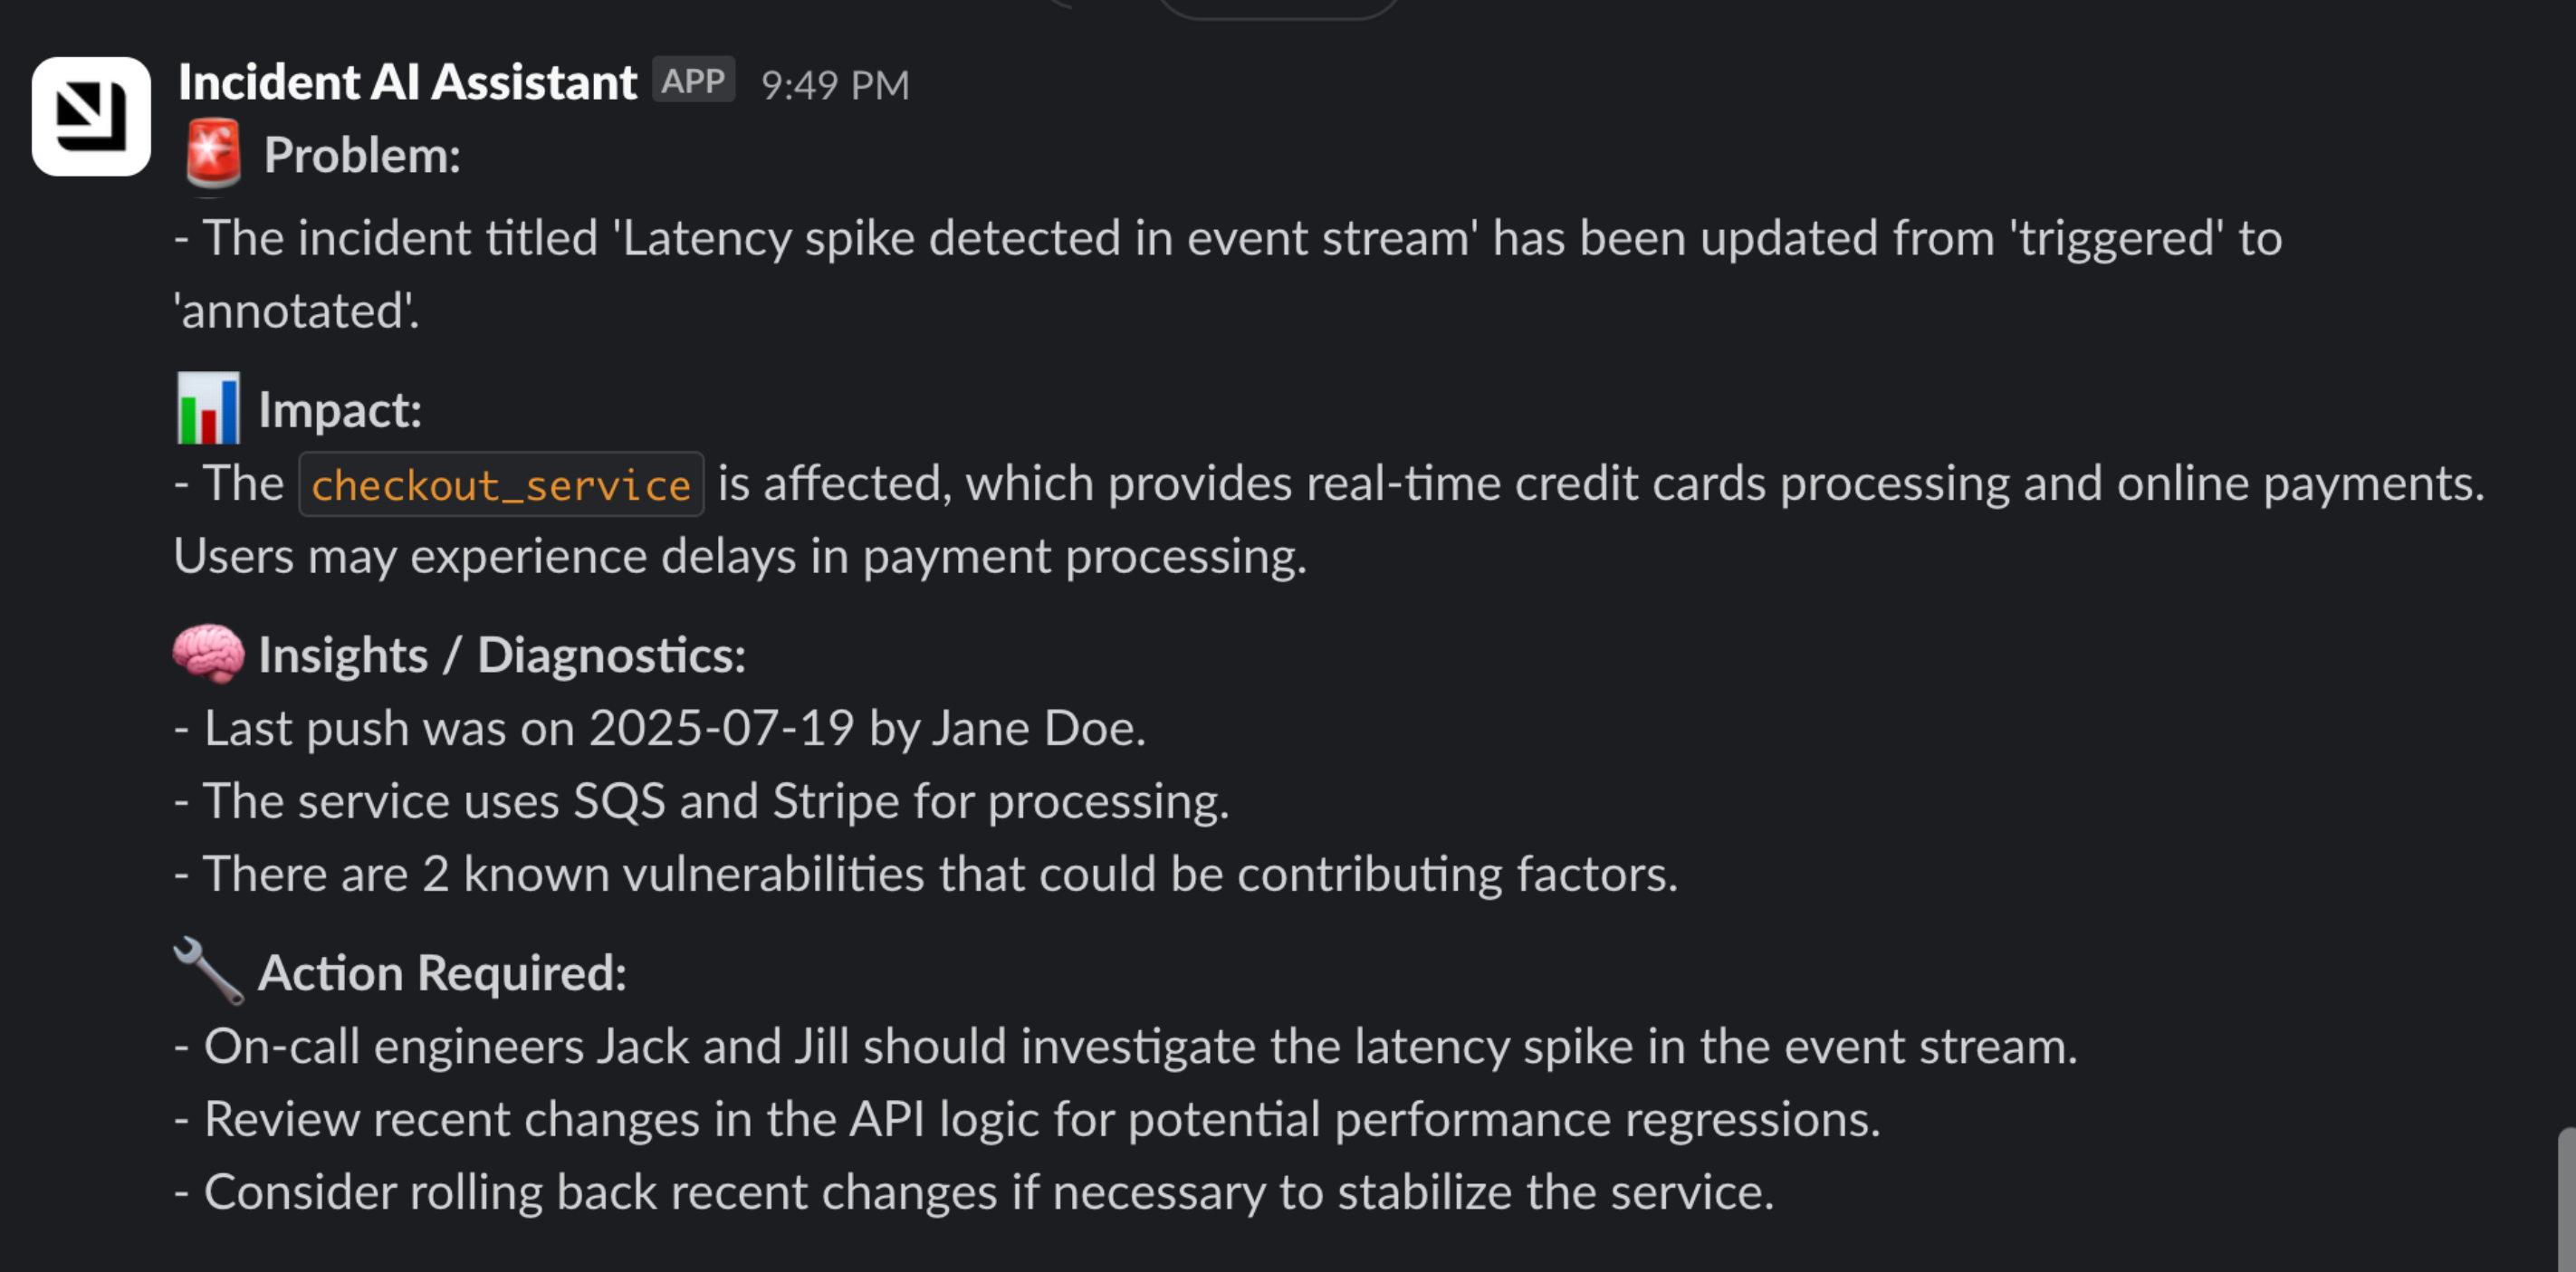 Incident AI Assistant APP 9:49 PM
Problem:
- The incident titled 'Latency spike detected in event stream' has been updated from 'triggered' to
'annotated'.
Impact:
- The checkout_service is affected, which provides real-time credit cards processing and online payments.
Users may experience delays in payment processing.
Insights / Diagnostics:
- Last push was on 2025-07-19 by Jane Doe.
- The service uses SQS and Stripe for processing.
- There are 2 known vulnerabilities that could be contributing factors.
Action Required:
- On-call engineers Jack and Jill should investigate the latency spike in the event stream.
- Review recent changes in the API logic for potential performance regressions.
- Consider rolling back recent changes if necessary to stabilize the service.